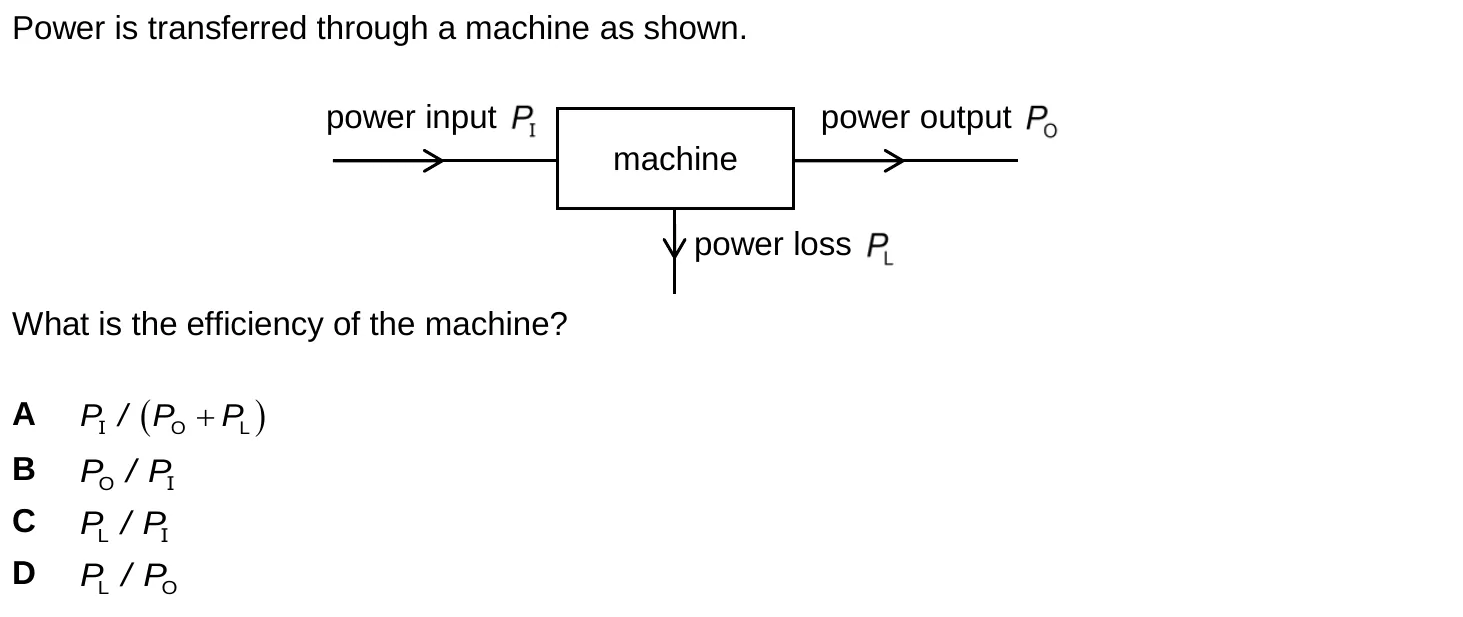 Power is transferred through a machine as shown.
power input P_I
power output P_O
machine
power loss P_L
What is the efficiency of the machine?
A P_I / (P_O + P_L)
B P_O / P_I
C P_L / P_I
D P_L / P_O